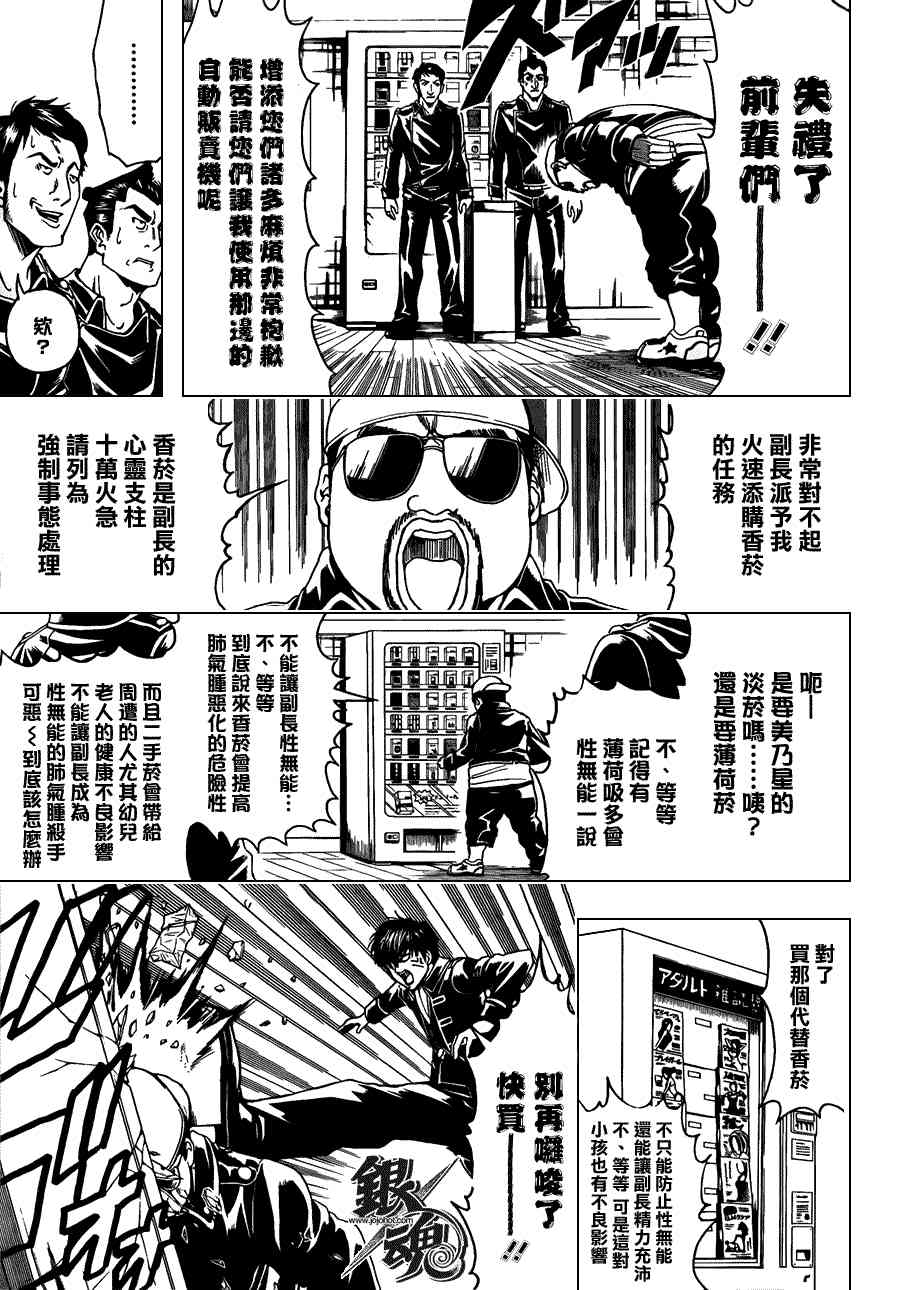 失禮了
前輩們——
!!
增添您們諸多麻煩非常抱歉
能否請您們讓我使用那邊的
自動販賣機呢
ズアァ
…………
欸?
非常對不起
副長派予我
火速添購香菸
的任務
香菸是副長的
心靈支柱
十萬火急
請列為
強制事態處理
呃—
是要美乃星的
淡菸嗎……咦?
還是要薄荷菸
不、等等
記得有
薄荷吸多會
性無能一說
不能讓副長性無能…
不、等等
到底說來香菸會提高
肺氣腫惡化的危險性
而且二手菸會帶給
周遭的人尤其幼兒
老人的健康不良影響
不能讓副長成為
性無能的肺氣腫殺手
可惡~到底該怎麼辦
對了
買那個代替香菸
アダルト 雜誌
不只能防止性無能
還能讓副長精力充沛
不、等等 可是這對
小孩也有不良影響
別再囉唆了
快買——
!!
銀魂
www.jojohot.com